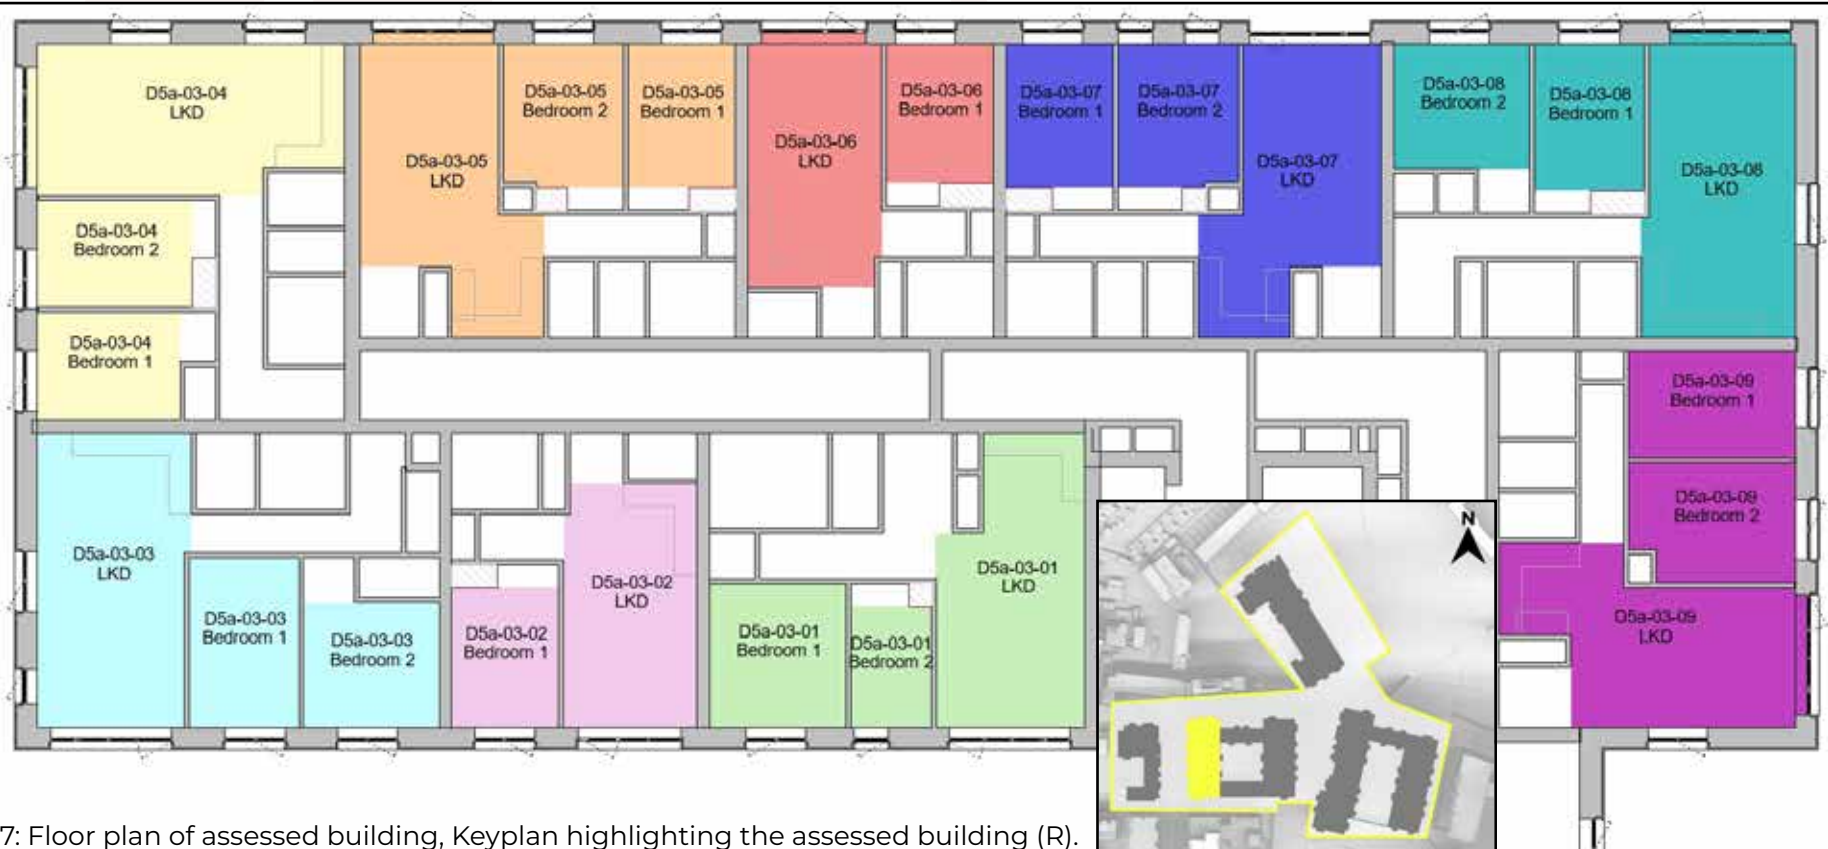 D5a-03-04
LKD
D5a-03-05
LKD
D5a-03-05
Bedroom 2
D5a-03-05
Bedroom 1
D5a-03-06
LKD
D5a-03-06
Bedroom 1
D5a-03-07
Bedroom 1
D5a-03-07
Bedroom 2
D5a-03-07
LKD
D5a-03-08
Bedroom 2
D5a-03-08
Bedroom 1
D5a-03-08
LKD
D5a-03-04
Bedroom 2
D5a-03-04
Bedroom 1
D5a-03-09
Bedroom 1
D5a-03-09
Bedroom 2
D5a-03-09
LKD
D5a-03-03
LKD
D5a-03-03
Bedroom 1
D5a-03-03
Bedroom 2
D5a-03-02
Bedroom 1
D5a-03-02
LKD
D5a-03-01
Bedroom 1
D5a-03-01
Bedroom 2
D5a-03-01
LKD
N
7: Floor plan of assessed building, Keyplan highlighting the assessed building (R).